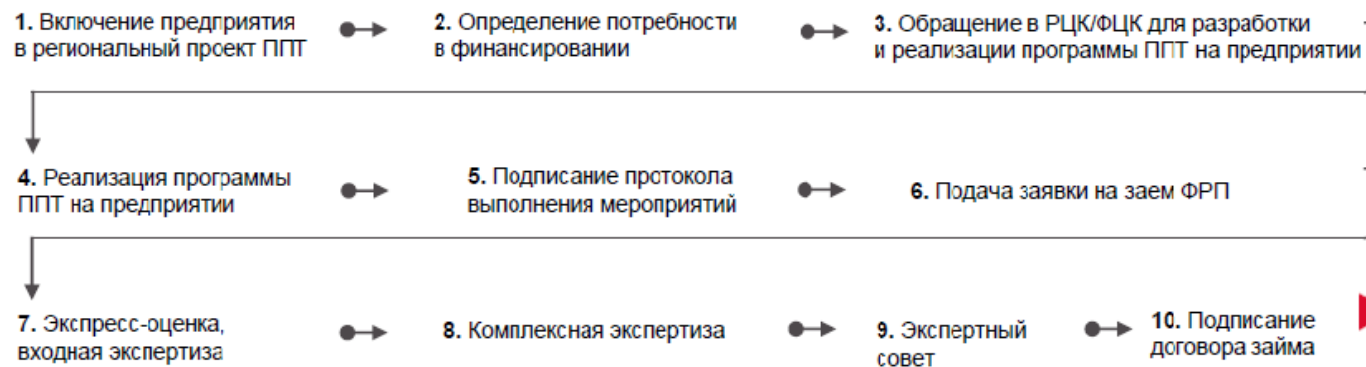 1. Включение предприятия
в региональный проект ППТ
2. Определение потребности
в финансировании
3. Обращение в РЦК/ФЦК для разработки
и реализации программы ППТ на предприятии
4. Реализация программы
ППТ на предприятии
5. Подписание протокола
выполнения мероприятий
6. Подача заявки на заем ФРП
7. Экспресс-оценка,
входная экспертиза
8. Комплексная экспертиза
9. Экспертный
совет
10. Подписание
договора займа